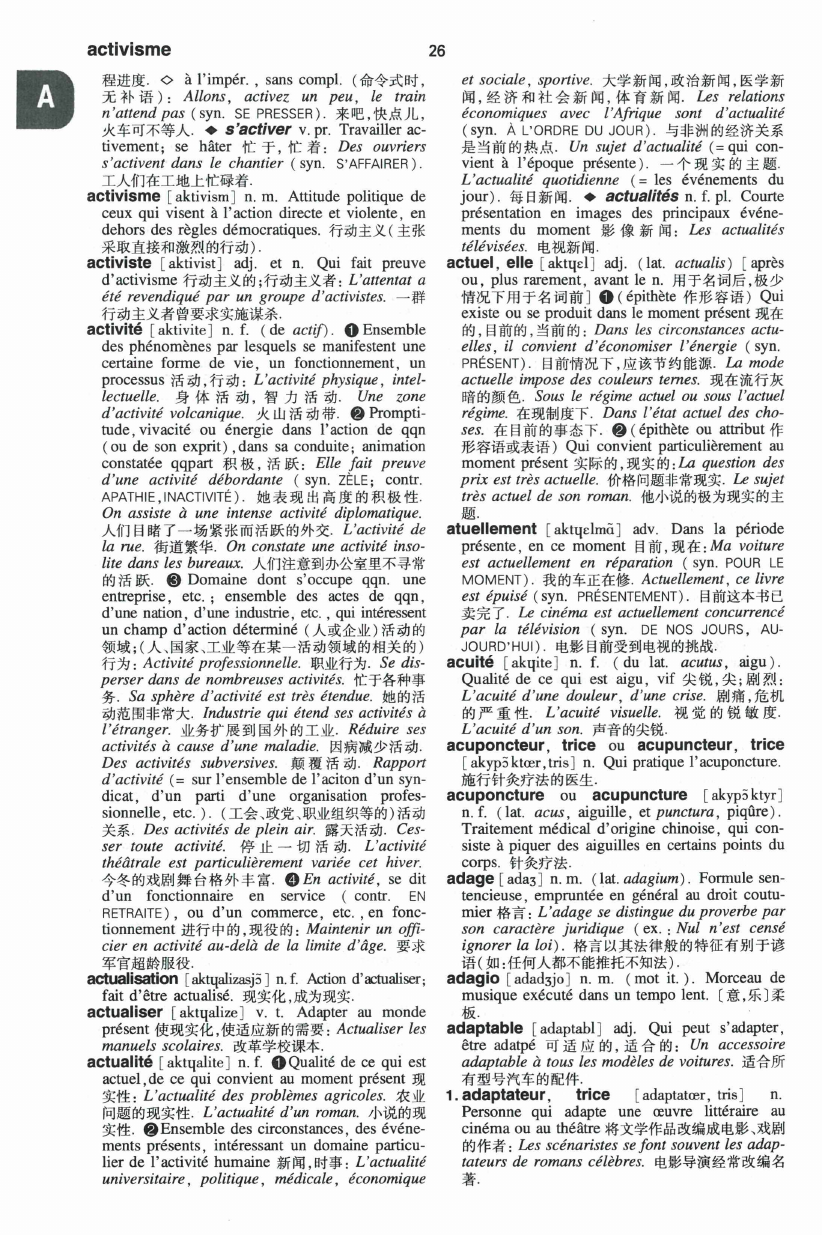 activisme
26
A
程进度. ◇ à l'impér. , sans compl. (命令式时,
无补语): Allons, activez un peu, le train
n'attend pas (syn. SE PRESSER). 来吧,快点儿,
火车可不等人. ◆ s'activer v. pr. Travailler ac-
tivement; se hâter 忙于, 忙着: Des ouvriers
s'activent dans le chantier (syn. S'AFFAIRER).
工人们在工地上忙碌着.
activisme [aktivism] n. m. Attitude politique de
ceux qui visent à l'action directe et violente, en
dehors des règles démocratiques. 行动主义(主张
采取直接和激烈的行动).
activiste [aktivist] adj. et n. Qui fait preuve
d'activisme 行动主义的;行动主义者: L'attentat a
été revendiqué par un groupe d'activistes. 一群
行动主义者曾要求实施谋杀.
activité [aktivite] n. f. (de actif). ❶ Ensemble
des phénomènes par lesquels se manifestent une
certaine forme de vie, un fonctionnement, un
processus 活动,行动: L'activité physique, intel-
lectuelle. 身体活动, 智力活动. Une zone
d'activité volcanique. 火山活动带. ❷ Prompti-
tude, vivacité ou énergie dans l'action de qqn
(ou de son exprit), dans sa conduite; animation
constatée qqpart 积极, 活跃: Elle fait preuve
d'une activité débordante (syn. ZÈLE; contr.
APATHIE, INACTIVITÉ). 她表现出高度的积极性.
On assiste à une intense activité diplomatique.
人们目睹了一场紧张而活跃的外交. L'activité de
la rue. 街道繁华. On constate une activité inso-
lite dans les bureaux. 人们注意到办公室里不寻常
的活跃. ❸ Domaine dont s'occupe qqn. une
entreprise, etc. ; ensemble des actes de qqn,
d'une nation, d'une industrie, etc. , qui intéressent
un champ d'action déterminé (人或企业)活动的
领域;(人、国家、工业等在某一活动领域的相关的)
行为: Activité professionnelle. 职业行为. Se dis-
perser dans de nombreuses activités. 忙于各种事
务. Sa sphère d'activité est très étendue. 她的活
动范围非常大. Industrie qui étend ses activités à
l'étranger. 业务扩展到国外的工业. Réduire ses
activités à cause d'une maladie. 因病减少活动.
Des activités subversives. 颠覆活动. Rapport
d'activité (= sur l'ensemble de l'aciton d'un syn-
dicat, d'un parti d'une organisation profes-
sionnelle, etc.). (工会、政党、职业组织等的)活动
关系. Des activités de plein air. 露天活动. Ces-
ser toute activité. 停止一切活动. L'activité
théâtrale est particulièrement variée cet hiver.
今冬的戏剧舞台格外丰富. ❹ En activité, se dit
d'un fonctionnaire en service (contr. EN
RETRAITE), ou d'un commerce, etc. , en fonc-
tionnement 进行中的,现役的: Maintenir un offi-
cier en activité au-delà de la limite d'âge. 要求
军官超龄服役.
actualisation [aktɥalizasjɔ̃] n. f. Action d'actualiser;
fait d'être actualisé. 现实化,成为现实.
actualiser [aktɥalize] v. t. Adapter au monde
présent 使现实化,使适应新的需要: Actualiser les
manuels scolaires. 改革学校课本.
actualité [aktɥalite] n. f. ❶ Qualité de ce qui est
actuel, de ce qui convient au moment présent 现
实性: L'actualité des problèmes agricoles. 农业
问题的现实性. L'actualité d'un roman. 小说的现
实性. ❷ Ensemble des circonstances, des événe-
ments présents, intéressant un domaine particu-
lier de l'activité humaine 新闻,时事: L'actualité
universitaire, politique, médicale, économique
et sociale, sportive. 大学新闻,政治新闻,医学新
闻, 经济和社会新闻, 体育新闻. Les relations
économiques avec l'Afrique sont d'actualité
(syn. À L'ORDRE DU JOUR). 与非洲的经济关系
是当前的热点. Un sujet d'actualité (= qui con-
vient à l'époque présente). 一个现实的主题.
L'actualité quotidienne (= les événements du
jour). 每日新闻. ◆ actualités n. f. pl. Courte
présentation en images des principaux événe-
ments du moment 影像新闻: Les actualités
télévisées. 电视新闻.
actuel, elle [aktɥɛl] adj. (lat. actualis) [après
ou, plus rarement, avant le n. 用于名词后,极少
情况下用于名词前] ❶ (épithète 作形容语) Qui
existe ou se produit dans le moment présent 现在
的,目前的,当前的: Dans les circonstances actu-
elles, il convient d'économiser l'énergie (syn.
PRÉSENT). 目前情况下,应该节约能源. La mode
actuelle impose des couleurs ternes. 现在流行灰
暗的颜色. Sous le régime actuel ou sous l'actuel
régime. 在现制度下. Dans l'état actuel des cho-
ses. 在目前的事态下. ❷ (épithète ou attribut 作
形容语或表语) Qui convient particulièrement au
moment présent 实际的,现实的: La question des
prix est très actuelle. 价格问题非常现实. Le sujet
très actuel de son roman. 他小说的极为现实的主
题.
atuellement [aktɥɛlmɑ̃] adv. Dans la période
présente, en ce moment 目前,现在: Ma voiture
est actuellement en réparation (syn. POUR LE
MOMENT). 我的车正在修. Actuellement, ce livre
est épuisé (syn. PRÉSENTEMENT). 目前这本书已
卖完了. Le cinéma est actuellement concurrencé
par la télévision (syn. DE NOS JOURS, AU-
JOURD'HUI). 电影目前受到电视的挑战.
acuité [akɥite] n. f. (du lat. acutus, aigu).
Qualité de ce qui est aigu, vif 尖锐,尖;剧烈:
L'acuité d'une douleur, d'une crise. 剧痛,危机
的严重性. L'acuité visuelle. 视觉的锐敏度.
L'acuité d'un son. 声音的尖锐.
acuponcteur, trice ou acupuncteur, trice
[akypɔ̃ktœr, tris] n. Qui pratique l'acuponcture.
施行针灸疗法的医生.
acuponcture ou acupuncture [akypɔ̃ktyr]
n. f. (lat. acus, aiguille, et punctura, piqûre).
Traitement médical d'origine chinoise, qui con-
siste à piquer des aiguilles en certains points du
corps. 针灸疗法.
adage [adaʒ] n. m. (lat. adagium). Formule sen-
tencieuse, empruntée en général au droit coutu-
mier 格言: L'adage se distingue du proverbe par
son caractère juridique (ex. : Nul n'est censé
ignorer la loi). 格言以其法律般的特征有别于谚
语(如:任何人都不能推托不知法).
adagio [adadʒjo] n. m. (mot it.). Morceau de
musique exécuté dans un tempo lent. [意,乐]柔
板.
adaptable [adaptabl] adj. Qui peut s'adapter,
être adatpé 可适应的, 适合的: Un accessoire
adaptable à tous les modèles de voitures. 适合所
有型号汽车的配件.
1. adaptateur, trice [adaptatœr, tris] n.
Personne qui adapte une œuvre littéraire au
cinéma ou au théâtre 将文学作品改编成电影、戏剧
的作者: Les scénaristes se font souvent les adap-
tateurs de romans célèbres. 电影导演经常改编名
著.